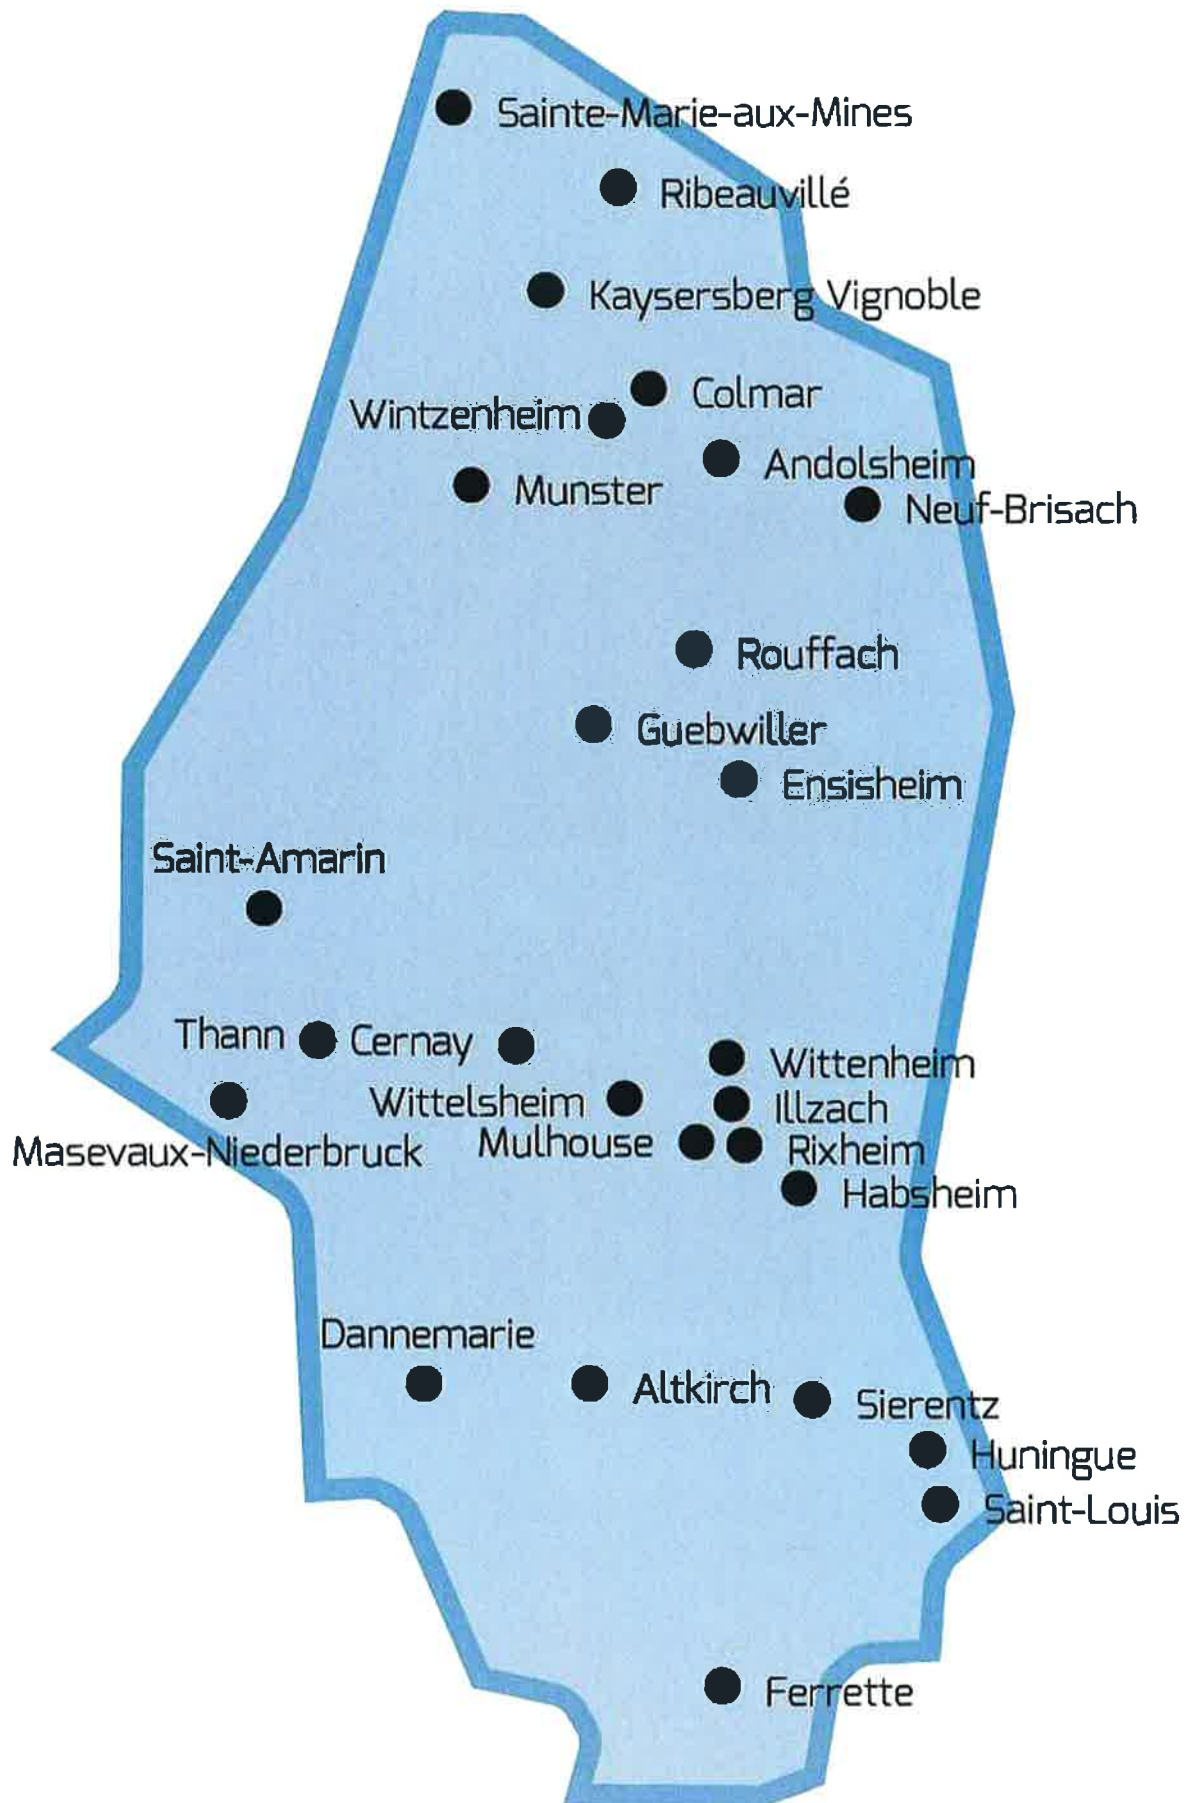 Sainte-Marie-aux-Mines
Ribeauvillé
Kaysersberg Vignoble
Colmar
Wintzenheim
Andolsheim
Munster
Neuf-Brisach
Rouffach
Guebwiller
Ensisheim
Saint-Amarin
Thann
Cernay
Wittenheim
Wittelsheim
Illzach
Mulhouse
Rixheim
Masevaux-Niederbruck
Habsheim
Dannemarie
Altkirch
Sierentz
Huningue
Saint-Louis
Ferrette